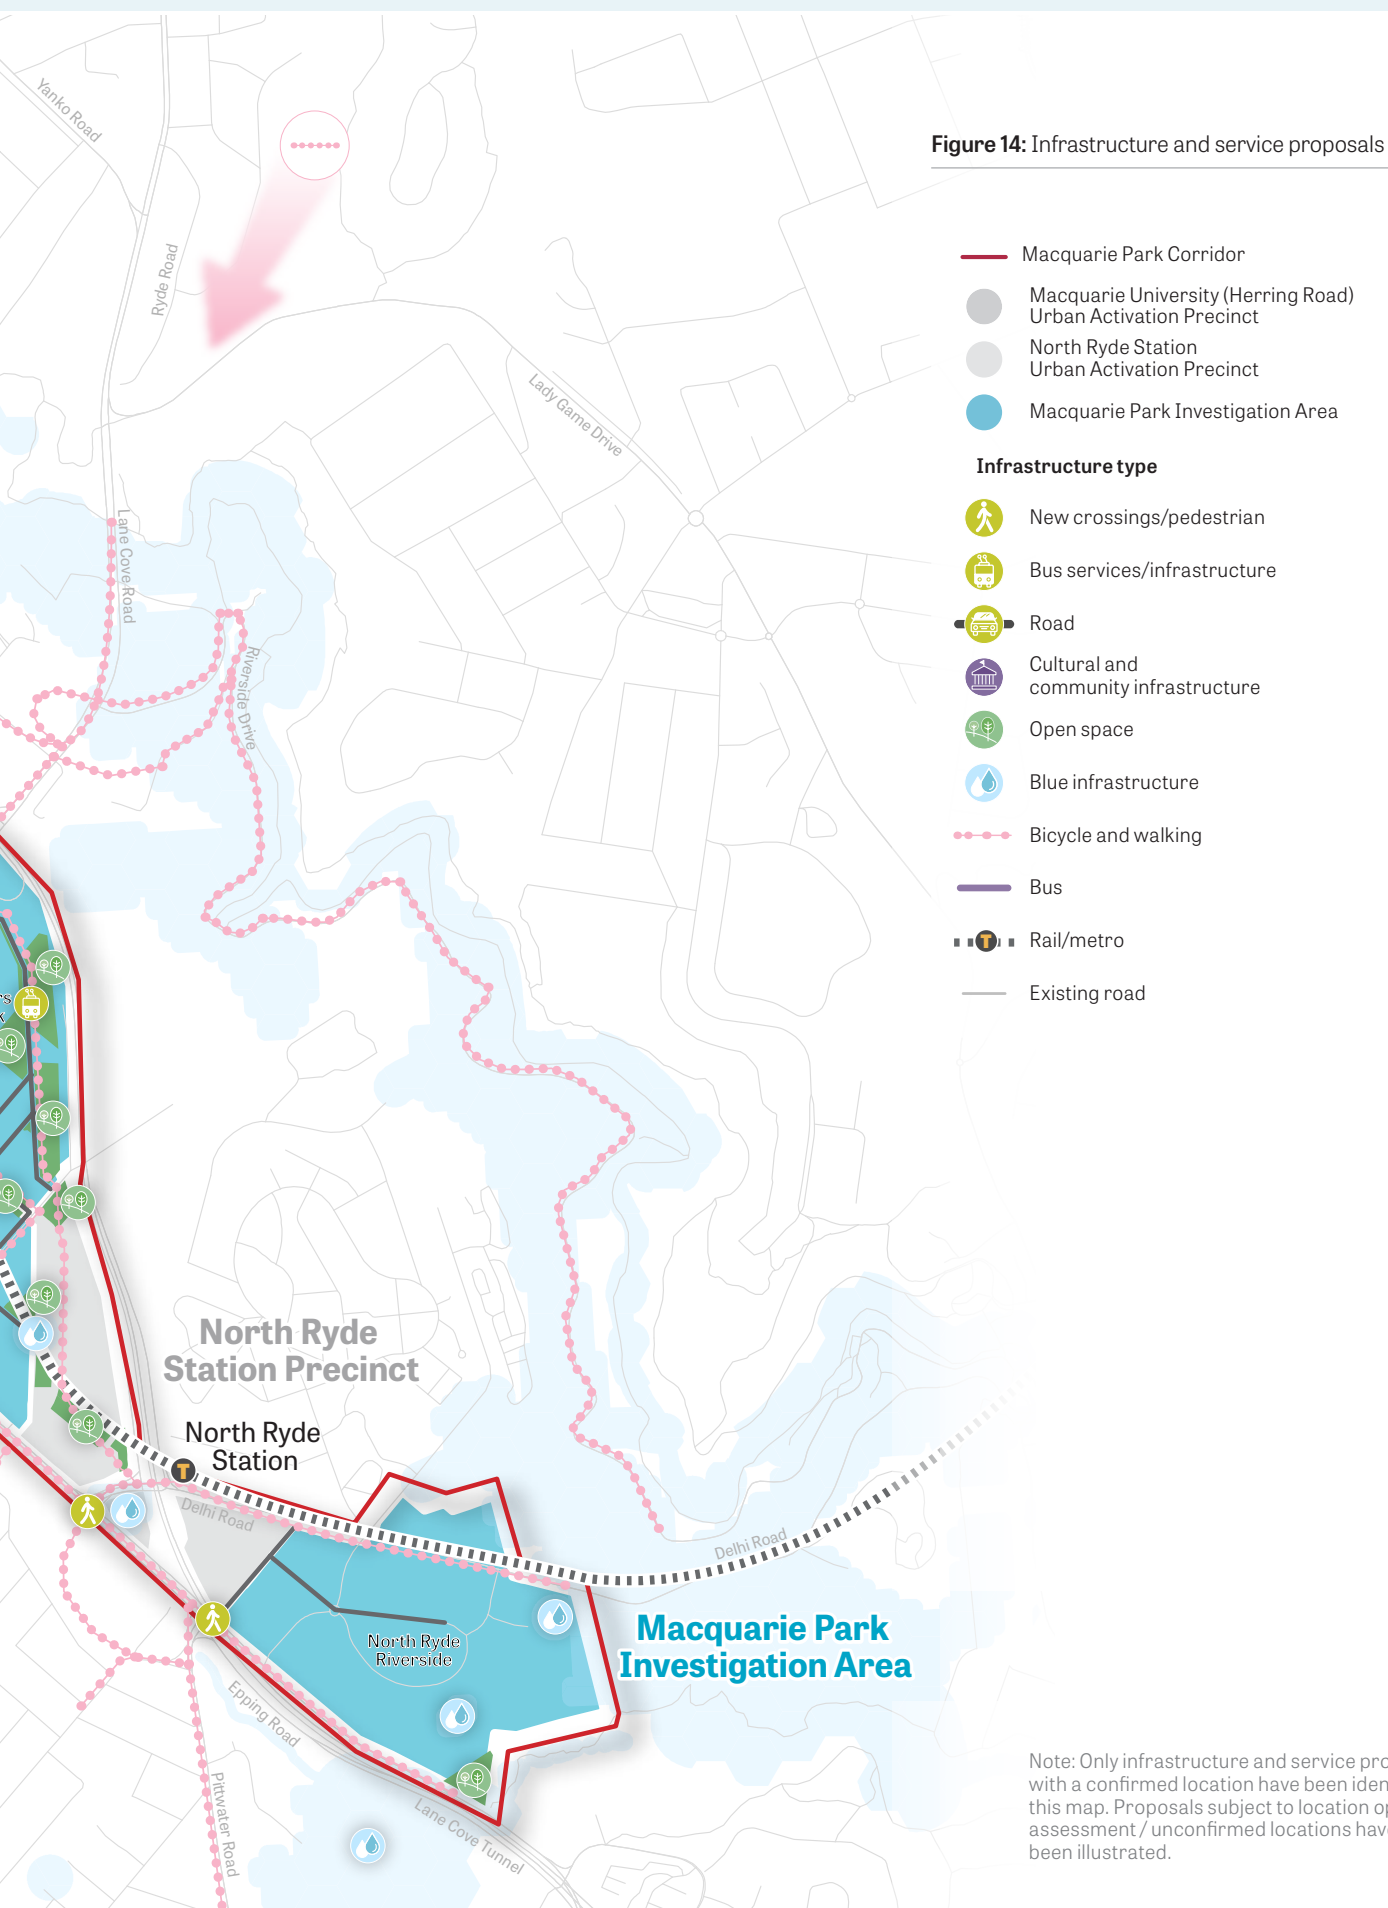 Yanko Road
Ryde Road
Lady Game Drive
Lane Cove Road
Riverside Drive
North Ryde
Station Precinct
North Ryde
Station
Delhi Road
Delhi Road
North Ryde
Riverside
Macquarie Park
Investigation Area
Epping Road
Pittwater Road
Lane Cove Tunnel
Figure 14: Infrastructure and service proposals
Macquarie Park Corridor
Macquarie University (Herring Road)
Urban Activation Precinct
North Ryde Station
Urban Activation Precinct
Macquarie Park Investigation Area
Infrastructure type
New crossings/pedestrian
Bus services/infrastructure
Road
Cultural and
community infrastructure
Open space
Blue infrastructure
Bicycle and walking
Bus
T Rail/metro
Existing road
T
Note: Only infrastructure and service pro
with a confirmed location have been iden
this map. Proposals subject to location op
assessment / unconfirmed locations hav
been illustrated.